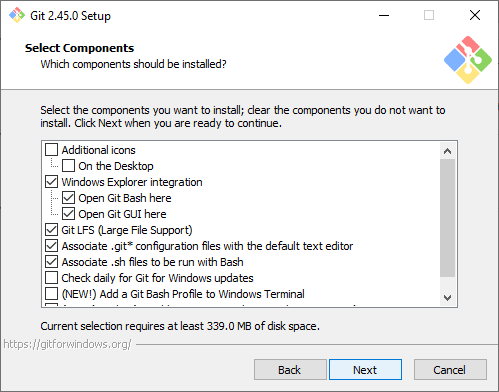 Git 2.45.0 Setup
Select Components
Which components should be installed?
Select the components you want to install; clear the components you do not want to
install. Click Next when you are ready to continue.
Additional icons
On the Desktop
Windows Explorer integration
Open Git Bash here
Open Git GUI here
Git LFS (Large File Support)
Associate .git* configuration files with the default text editor
Associate .sh files to be run with Bash
Check daily for Git for Windows updates
(NEW!) Add a Git Bash Profile to Windows Terminal
Current selection requires at least 339.0 MB of disk space.
https://gitforwindows.org/
Back
Next
Cancel